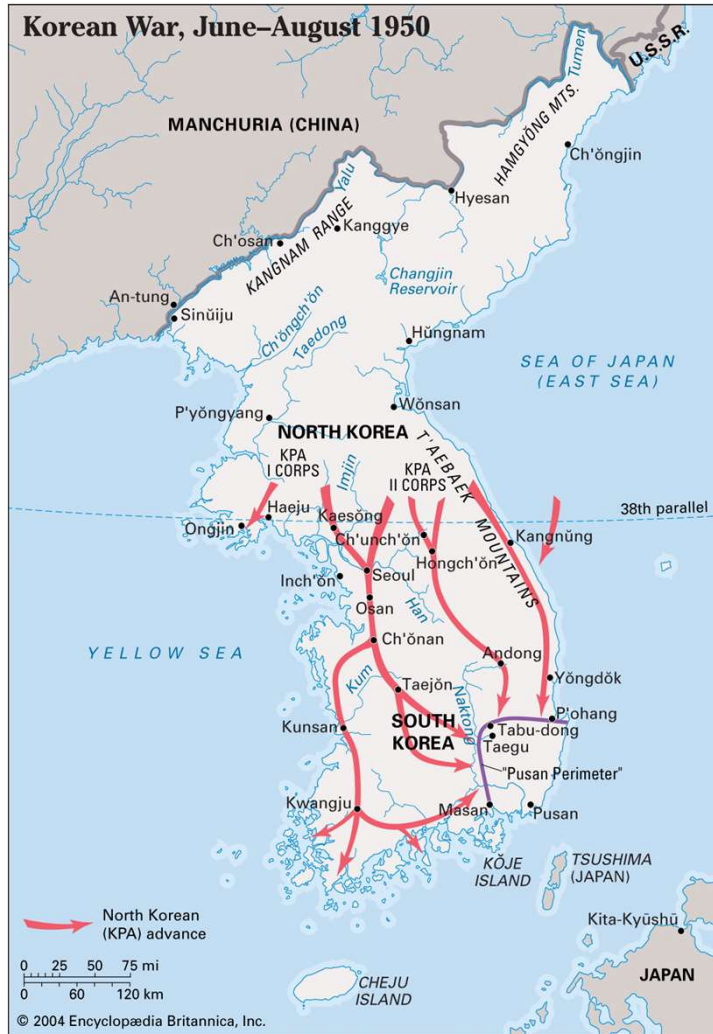 Korean War, June–August 1950
U.S.S.R.
Tumen
HAMGYŎNG MTS.
MANCHURIA (CHINA)
Ch'ŏngjin
Yalu
Hyesan
Kanggye
Ch'osan
KANGNAM RANGE
Changjin
Reservoir
An-tung
Sinŭiju
Ch'ŏngch'ŏn
Taedong
Hŭngnam
SEA OF JAPAN
(EAST SEA)
P'yŏngyang
Wŏnsan
NORTH KOREA
T'AEBAEK MOUNTAINS
KPA
I CORPS
Imjin
KPA
II CORPS
38th parallel
Haeju
Ongjin
Kaesŏng
Kangnŭng
Ch'unch'ŏn
Hongch'ŏn
Inch'ŏn
Seoul
Osan
Han
YELLOW SEA
Ch'ŏnan
Andong
Kum
Taejŏn
Naktong
Yŏngdŏk
SOUTH
KOREA
P'ohang
Tabu-dong
Taegu
Kunsan
"Pusan Perimeter"
Kwangju
Masan
Pusan
KŎJE
ISLAND
TSUSHIMA
(JAPAN)
North Korean
(KPA) advance
Kita-Kyūshū
0 25 50 75 mi
0 60 120 km
CHEJU
ISLAND
JAPAN
© 2004 Encyclopædia Britannica, Inc.